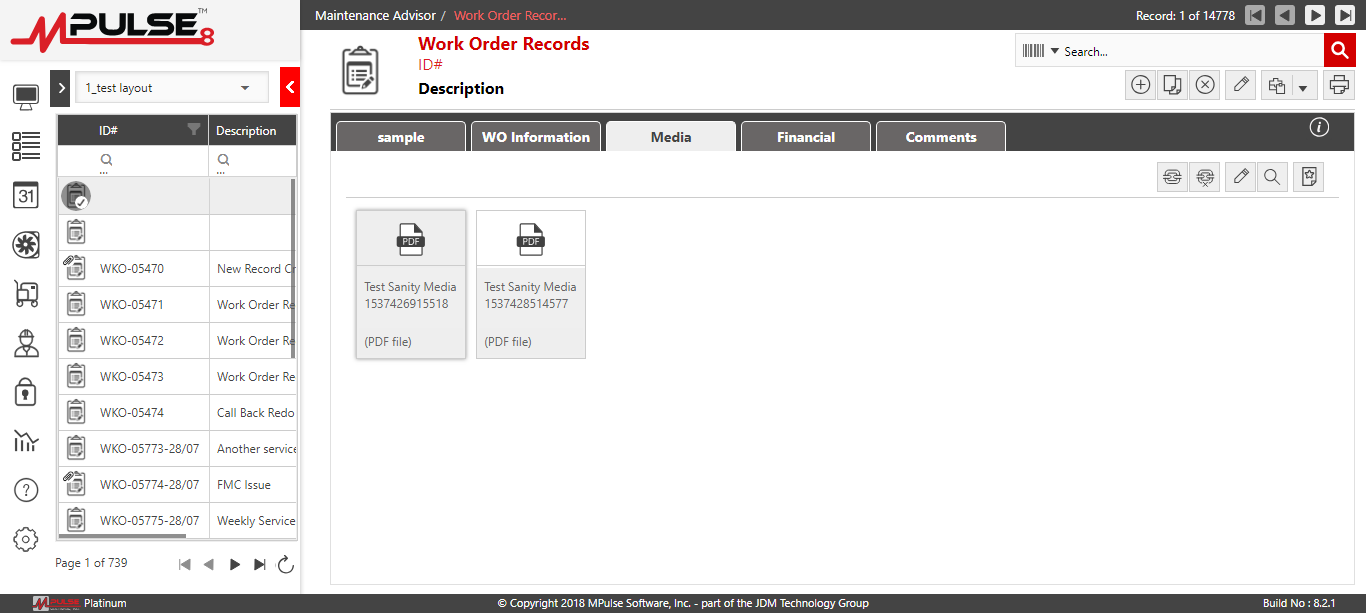 MPULSE 8 TM
Maintenance Advisor / Work Order Recor...
Record: 1 of 14778
Work Order Records
ID#
Description
Search...
1_test layout
ID# Description
...
...
WKO-05470 New Record Cr
WKO-05471 Work Order Re
WKO-05472 Work Order Re
WKO-05473 Work Order Re
WKO-05474 Call Back Redo
WKO-05773-28/07 Another service
WKO-05774-28/07 FMC Issue
WKO-05775-28/07 Weekly Service
Page 1 of 739
31
?
sample WO Information Media Financial Comments
i
PDF
Test Sanity Media
1537426915518
(PDF file)
PDF
Test Sanity Media
1537428514577
(PDF file)
MPULSE Platinum
© Copyright 2018 MPulse Software, Inc. - part of the JDM Technology Group
Build No : 8.2.1